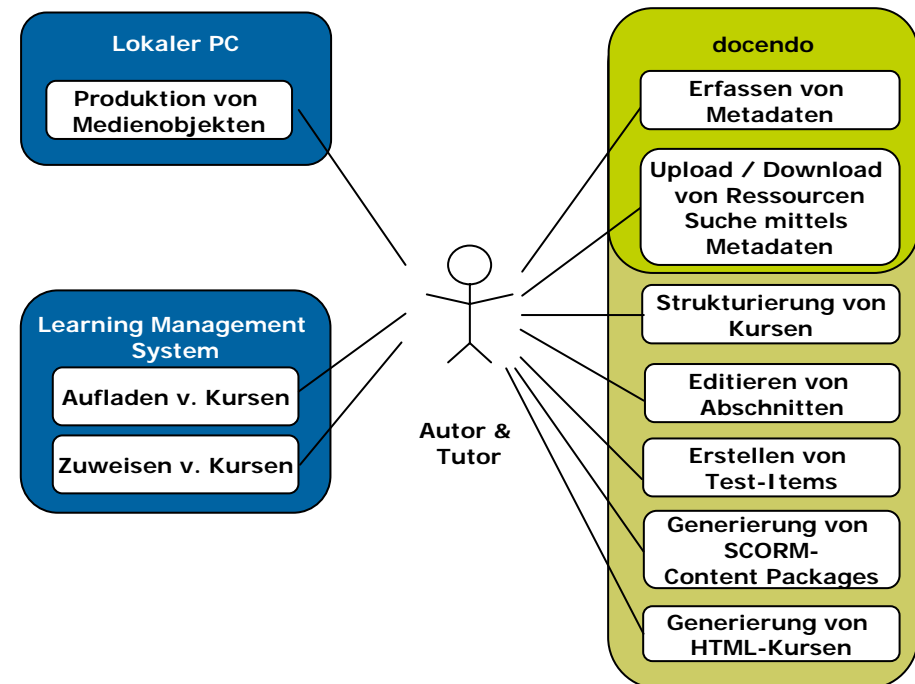 Lokaler PC
Produktion von
Medienobjekten
Learning Management
System
Aufladen v. Kursen
Zuweisen v. Kursen
Autor &
Tutor
docendo
Erfassen von
Metadaten
Upload / Download
von Ressourcen
Suche mittels
Metadaten
Strukturierung von
Kursen
Editieren von
Abschnitten
Erstellen von
Test-Items
Generierung von
SCORM-
Content Packages
Generierung von
HTML-Kursen